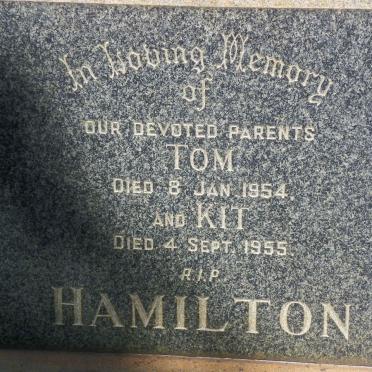 In Loving Memory
of
OUR DEVOTED PARENTS
TOM
DIED 8 JAN. 1954.
AND KIT
DIED 4 SEPT. 1955.
R.I.P
HAMILTON